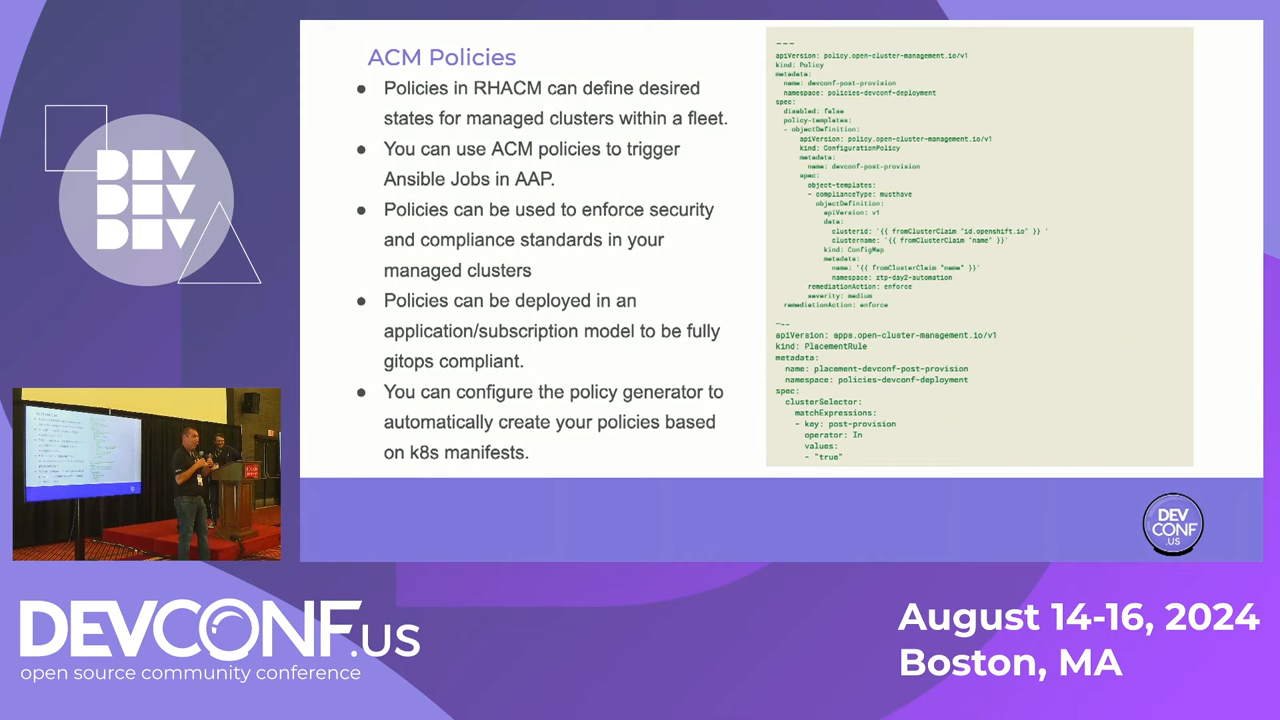 DEV
DEV
DEV
ACM Policies
● Policies in RHACM can define desired
states for managed clusters within a fleet.
● You can use ACM policies to trigger
Ansible Jobs in AAP.
● Policies can be used to enforce security
and compliance standards in your
managed clusters
● Policies can be deployed in an
application/subscription model to be fully
gitops compliant.
● You can configure the policy generator to
automatically create your policies based
on k8s manifests.
---
apiVersion: policy.open-cluster-management.io/v1
kind: Policy
metadata:
  name: devconf-post-provision
  namespace: policies-devconf-deployment
spec:
  disabled: false
  policy-templates:
  - objectDefinition:
      apiVersion: policy.open-cluster-management.io/v1
      kind: ConfigurationPolicy
      metadata:
        name: devconf-post-provision
      spec:
        object-templates:
        - complianceType: musthave
          objectDefinition:
            apiVersion: v1
            data:
              clusterid: '{{ fromClusterClaim "id.openshift.io" }} '
              clustername: '{{ fromClusterClaim "name" }}'
            kind: ConfigMap
            metadata:
              name: '{{ fromClusterClaim "name" }}'
              namespace: ztp-day2-automation
        remediationAction: enforce
        severity: medium
  remediationAction: enforce
---
apiVersion: apps.open-cluster-management.io/v1
kind: PlacementRule
metadata:
  name: placement-devconf-post-provision
  namespace: policies-devconf-deployment
spec:
  clusterSelector:
    matchExpressions:
    - key: post-provision
      operator: In
      values:
      - "true"
DEV
CONF
.US
DEVCONF.US
open source community conference
August 14-16, 2024
Boston, MA